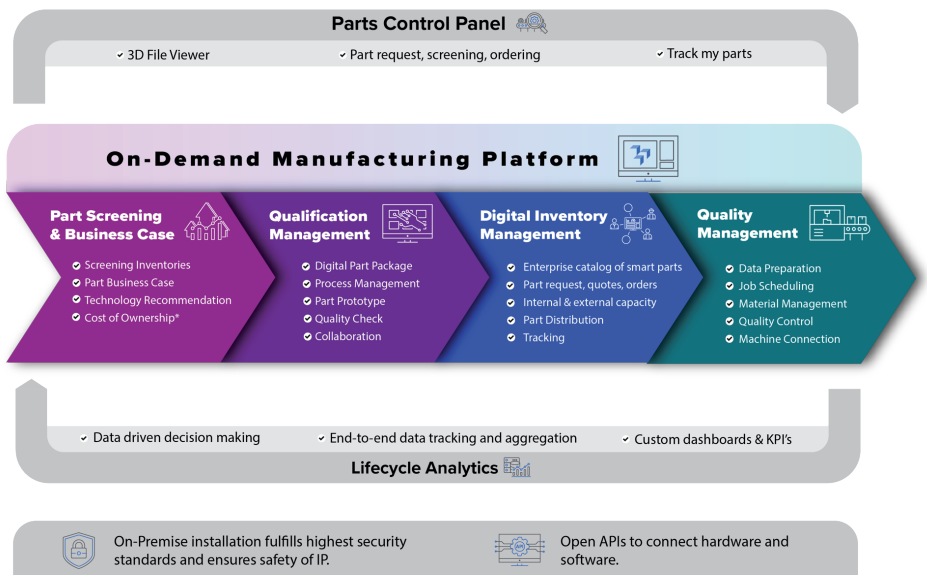 Parts Control Panel
3D File Viewer
Part request, screening, ordering
Track my parts
On-Demand Manufacturing Platform
Part Screening
& Business Case
Screening Inventories
Part Business Case
Technology Recommendation
Cost of Ownership*
Qualification
Management
Digital Part Package
Process Management
Part Prototype
Quality Check
Collaboration
Digital Inventory
Management
Enterprise catalog of smart parts
Part request, quotes, orders
Internal & external capacity
Part Distribution
Tracking
Quality
Management
Data Preparation
Job Scheduling
Material Management
Quality Control
Machine Connection
Data driven decision making
End-to-end data tracking and aggregation
Custom dashboards & KPI's
Lifecycle Analytics
On-Premise installation fulfills highest security
standards and ensures safety of IP.
API
Open APIs to connect hardware and
software.